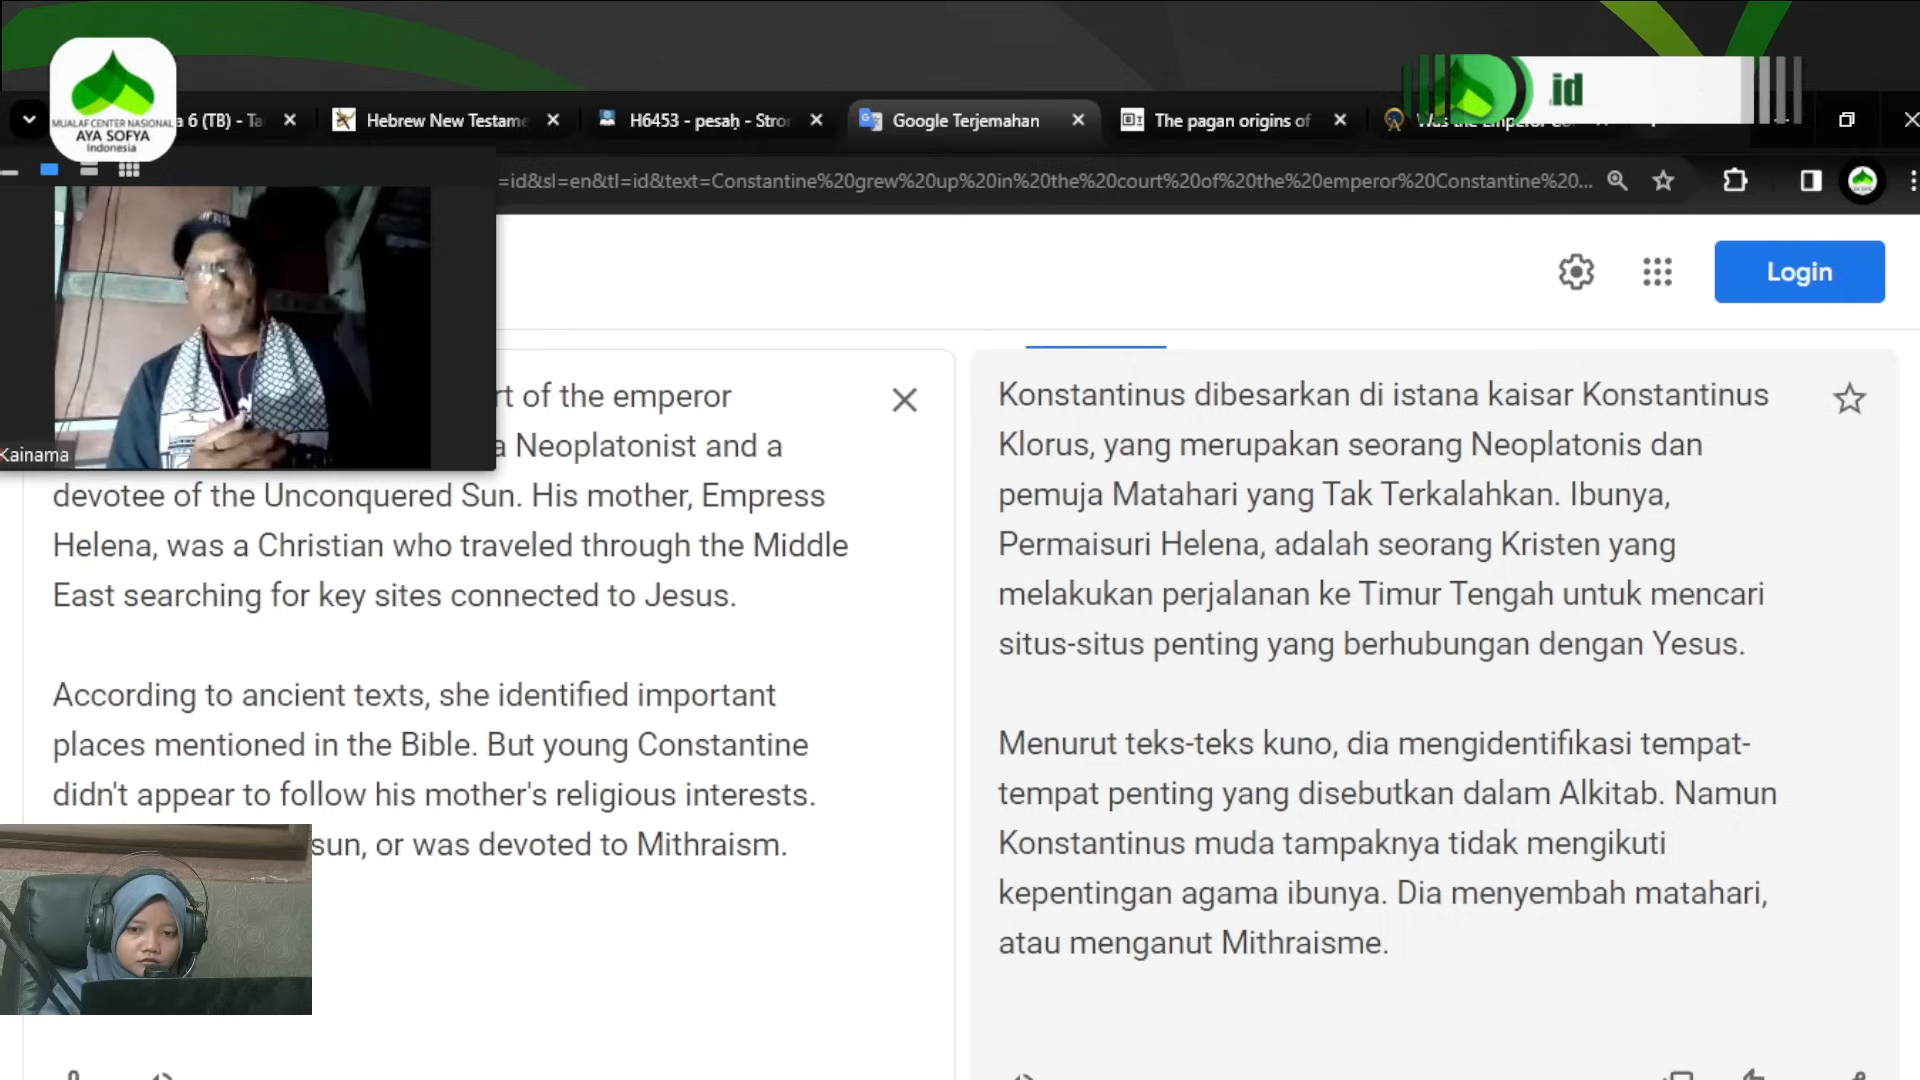 MUALAF CENTER NASIONAL
AYA SOFYA
Indonesia
6 (TB) - Ta
Hebrew New Testame
H6453 - pesaḥ - Stro
Google Terjemahan
The pagan origins of
id
=id&sl=en&tl=id&text=Constantine%20grew%20up%20in%20the%20court%20of%20the%20emperor%20Constantine%20...
Login
Kainama
rt of the emperor
a Neoplatonist and a
devotee of the Unconquered Sun. His mother, Empress
Helena, was a Christian who traveled through the Middle
East searching for key sites connected to Jesus.
According to ancient texts, she identified important
places mentioned in the Bible. But young Constantine
didn't appear to follow his mother's religious interests.
sun, or was devoted to Mithraism.
Konstantinus dibesarkan di istana kaisar Konstantinus
Klorus, yang merupakan seorang Neoplatonis dan
pemuja Matahari yang Tak Terkalahkan. Ibunya,
Permaisuri Helena, adalah seorang Kristen yang
melakukan perjalanan ke Timur Tengah untuk mencari
situs-situs penting yang berhubungan dengan Yesus.
Menurut teks-teks kuno, dia mengidentifikasi tempat-
tempat penting yang disebutkan dalam Alkitab. Namun
Konstantinus muda tampaknya tidak mengikuti
kepentingan agama ibunya. Dia menyembah matahari,
atau menganut Mithraisme.